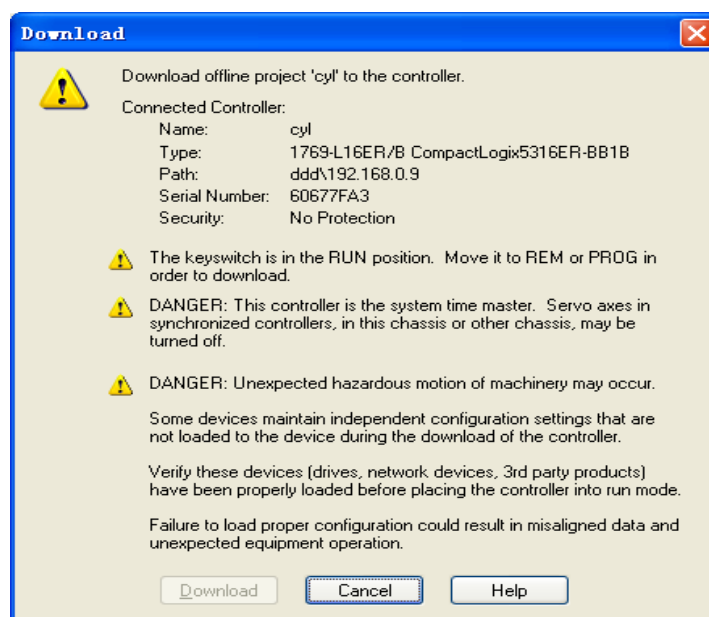 Download
Download offline project 'cyl' to the controller.
Connected Controller:
Name: cyl
Type: 1769-L16ER/B CompactLogix5316ER-BB1B
Path: ddd\192.168.0.9
Serial Number: 60677FA3
Security: No Protection
The keyswitch is in the RUN position.  Move it to REM or PROG in
order to download.
DANGER: This controller is the system time master.  Servo axes in
synchronized controllers, in this chassis or other chassis, may be
turned off.
DANGER: Unexpected hazardous motion of machinery may occur.
Some devices maintain independent configuration settings that are
not loaded to the device during the download of the controller.
Verify these devices (drives, network devices, 3rd party products)
have been properly loaded before placing the controller into run mode.
Failure to load proper configuration could result in misaligned data and
unexpected equipment operation.
Download Cancel Help